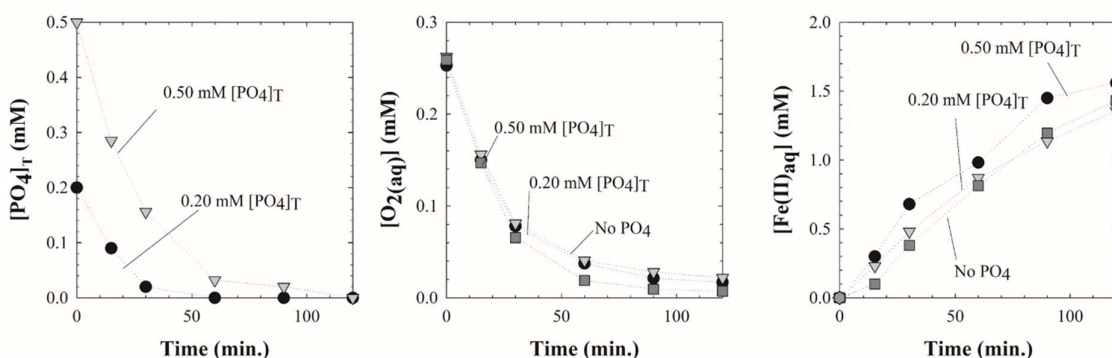 0.5
0.4
0.3
0.2
0.1
0.0
[PO4]T (mM)
0.50 mM [PO4]T
0.20 mM [PO4]T
0
100
Time (min.)
0.3
0.2
0.1
0.0
[O2(aq)] (mM)
0.50 mM [PO4]T
0.20 mM [PO4]T
No PO4
0
100
Time (min.)
2.0
1.5
1.0
0.5
0.0
[Fe(II)aq] (mM)
0.50 mM [PO4]T
0.20 mM [PO4]T
No PO4
0
50
100
Time (min.)